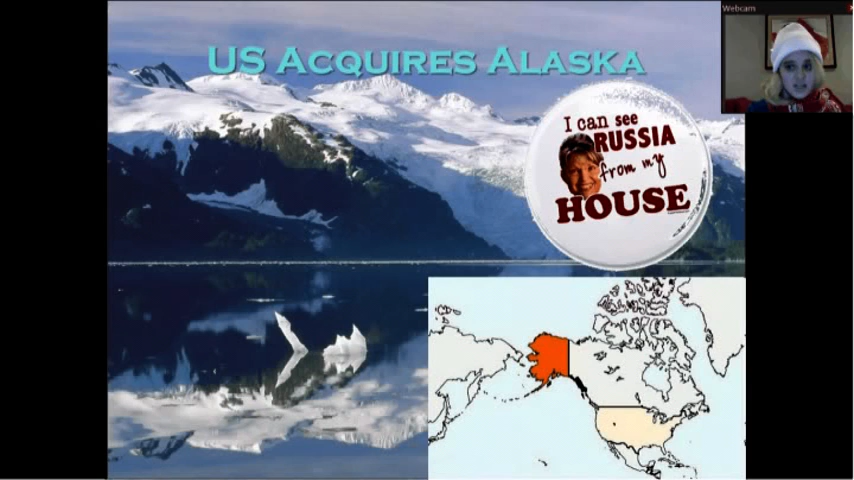 Webcam
US ACQUIRES ALASKA
I can see
RUSSIA
from my
HOUSE